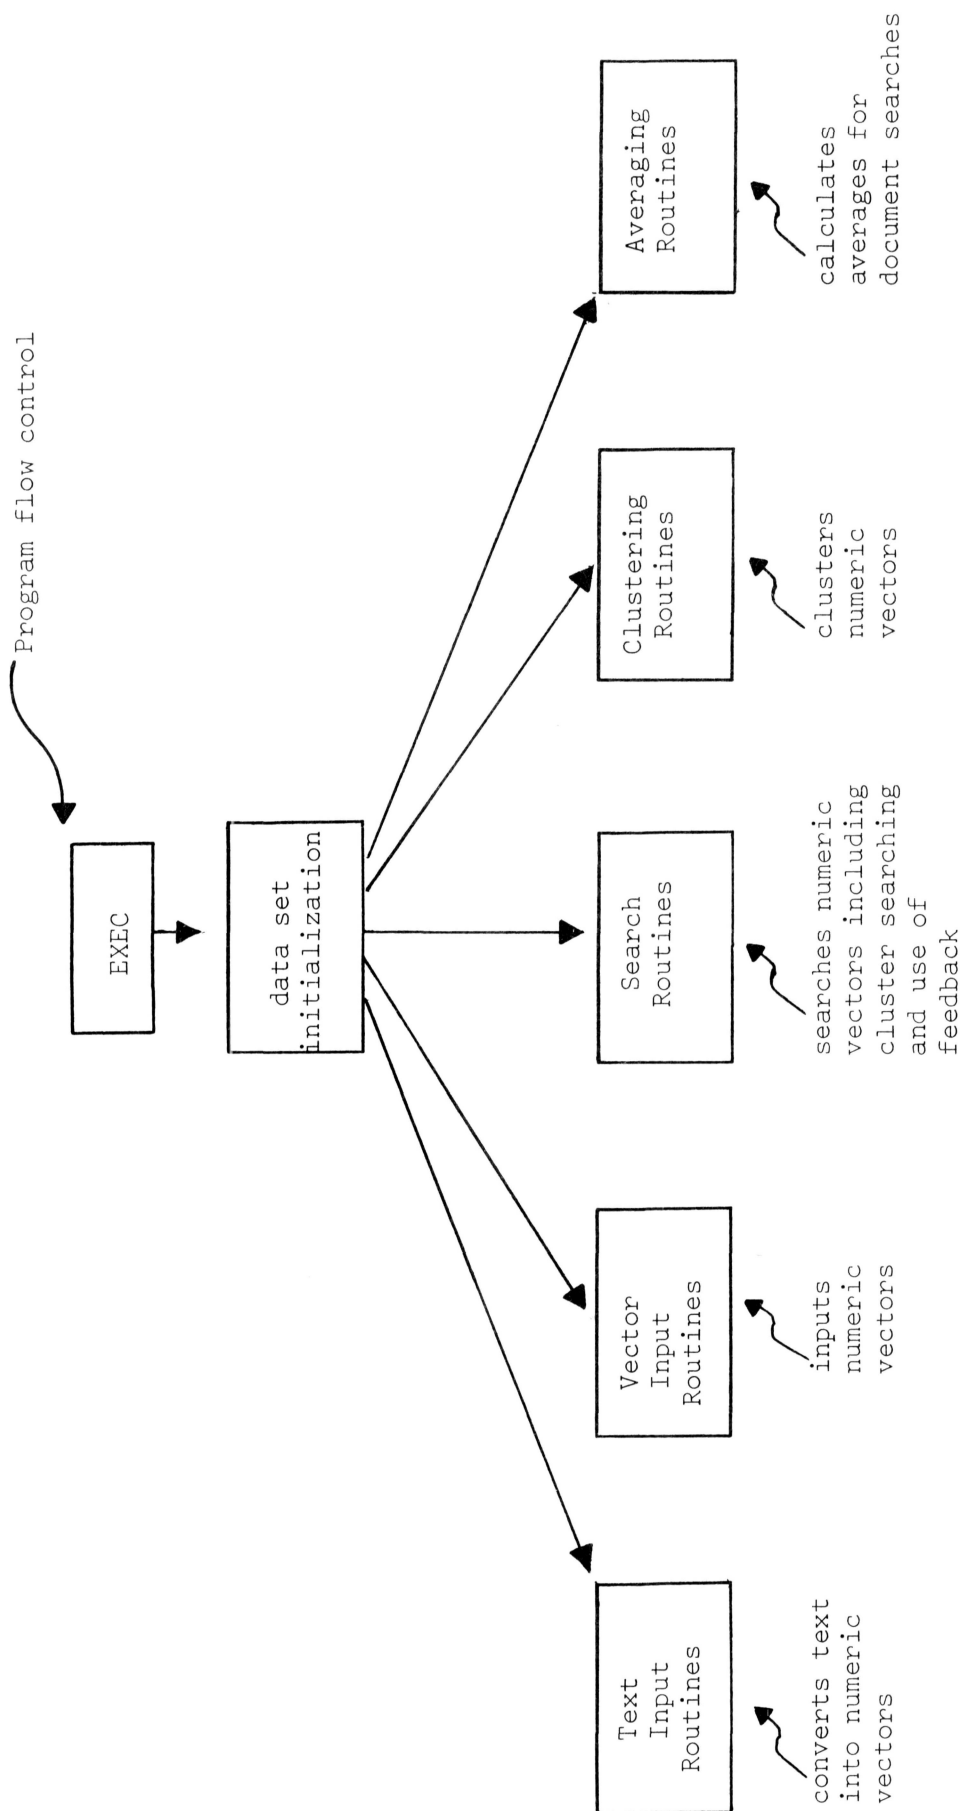 Program flow control
EXEC
data set
initialization
Text
Input
Routines
Vector
Input
Routines
Search
Routines
Clustering
Routines
Averaging
Routines
converts text
into numeric
vectors
inputs
numeric
vectors
searches numeric
vectors including
cluster searching
and use of
feedback
clusters
numeric
vectors
calculates
averages for
document searches